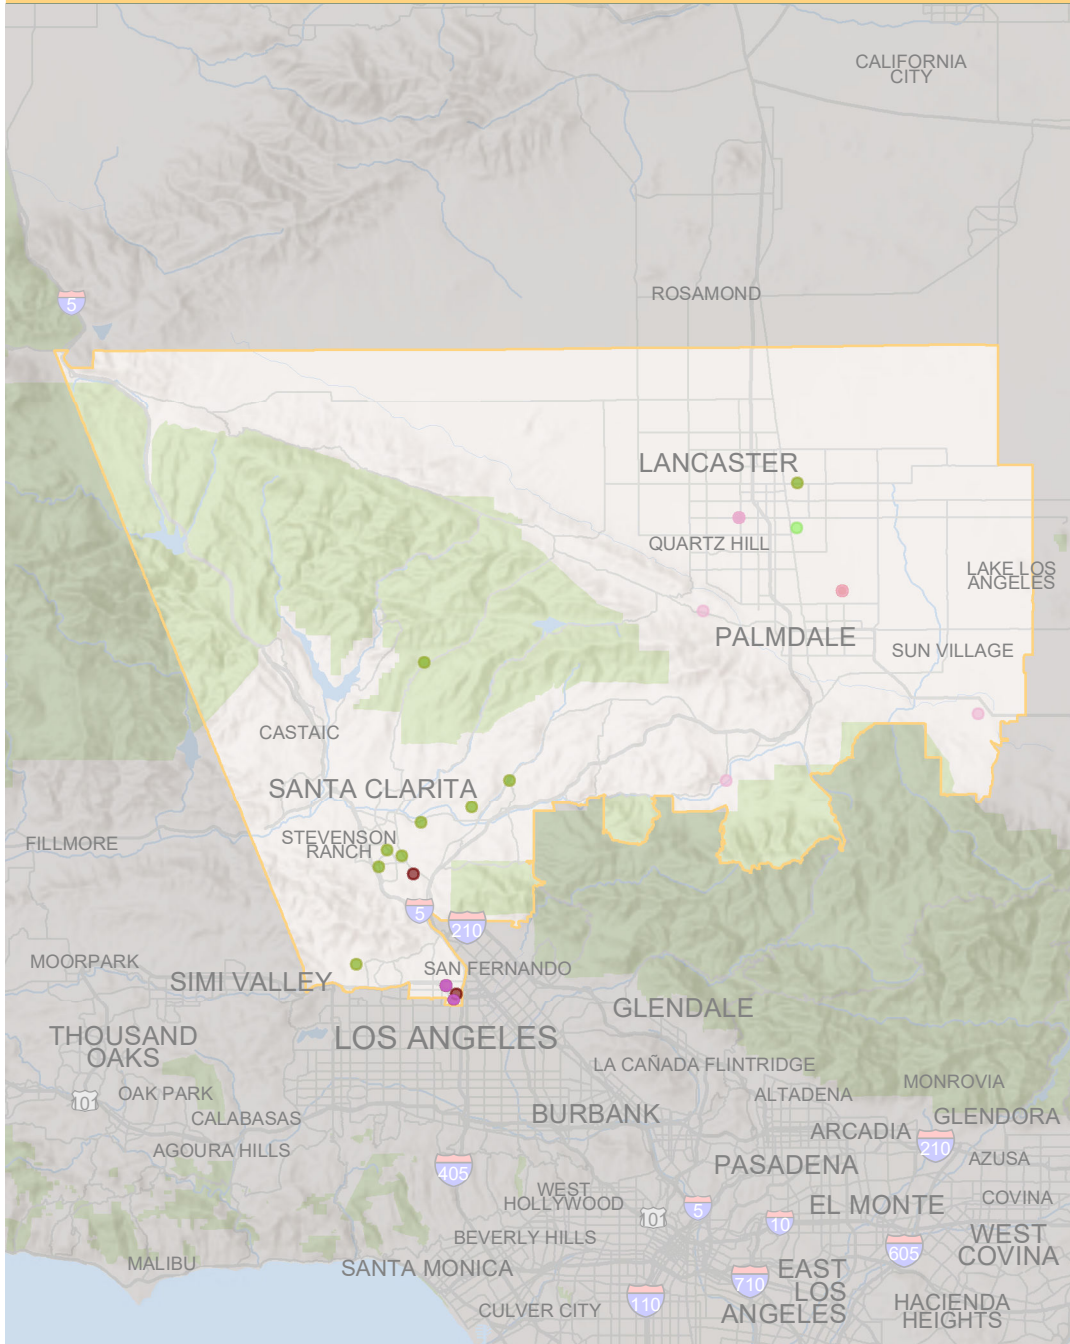 CALIFORNIA
CITY
5
ROSAMOND
LANCASTER
QUARTZ HILL
LAKE LOS
ANGELES
PALMDALE
SUN VILLAGE
CASTAIC
SANTA CLARITA
STEVENSON
RANCH
FILLMORE
5
210
MOORPARK
SAN FERNANDO
SIMI VALLEY
GLENDALE
THOUSAND
OAKS
LOS ANGELES
LA CAÑADA FLINTRIDGE
OAK PARK
101
ALTADENA
MONROVIA
CALABASAS
BURBANK
GLENDORA
ARCADIA
210
AGOURA HILLS
405
PASADENA
AZUSA
WEST
HOLLYWOOD
101
5
EL MONTE
COVINA
10
BEVERLY HILLS
WEST
COVINA
605
MALIBU
SANTA MONICA
710
EAST
LOS
ANGELES
110
CULVER CITY
HACIENDA
HEIGHTS